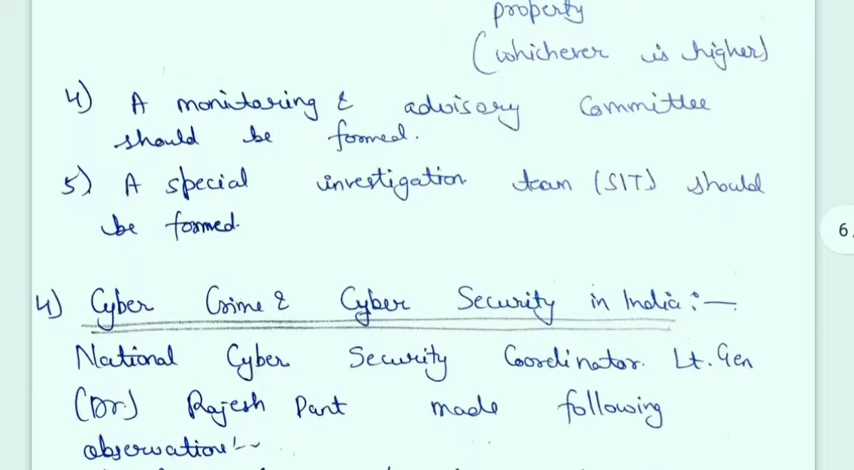 property
(whichever is higher)
4) A monitoring & advisory Committee
should be formed.
5) A special investigation team (SIT) should
be formed.
6
4) Cyber Crime & Cyber Security in India :—
National Cyber Security Coordinator Lt. Gen
(Dr.) Rajesh Pant made following
observation:-